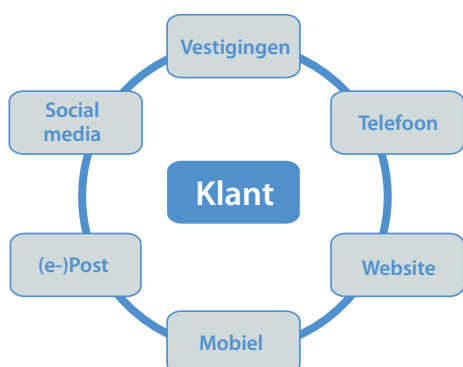 Vestigingen
Social
media
Telefoon
Klant
(e-)Post
Website
Mobiel